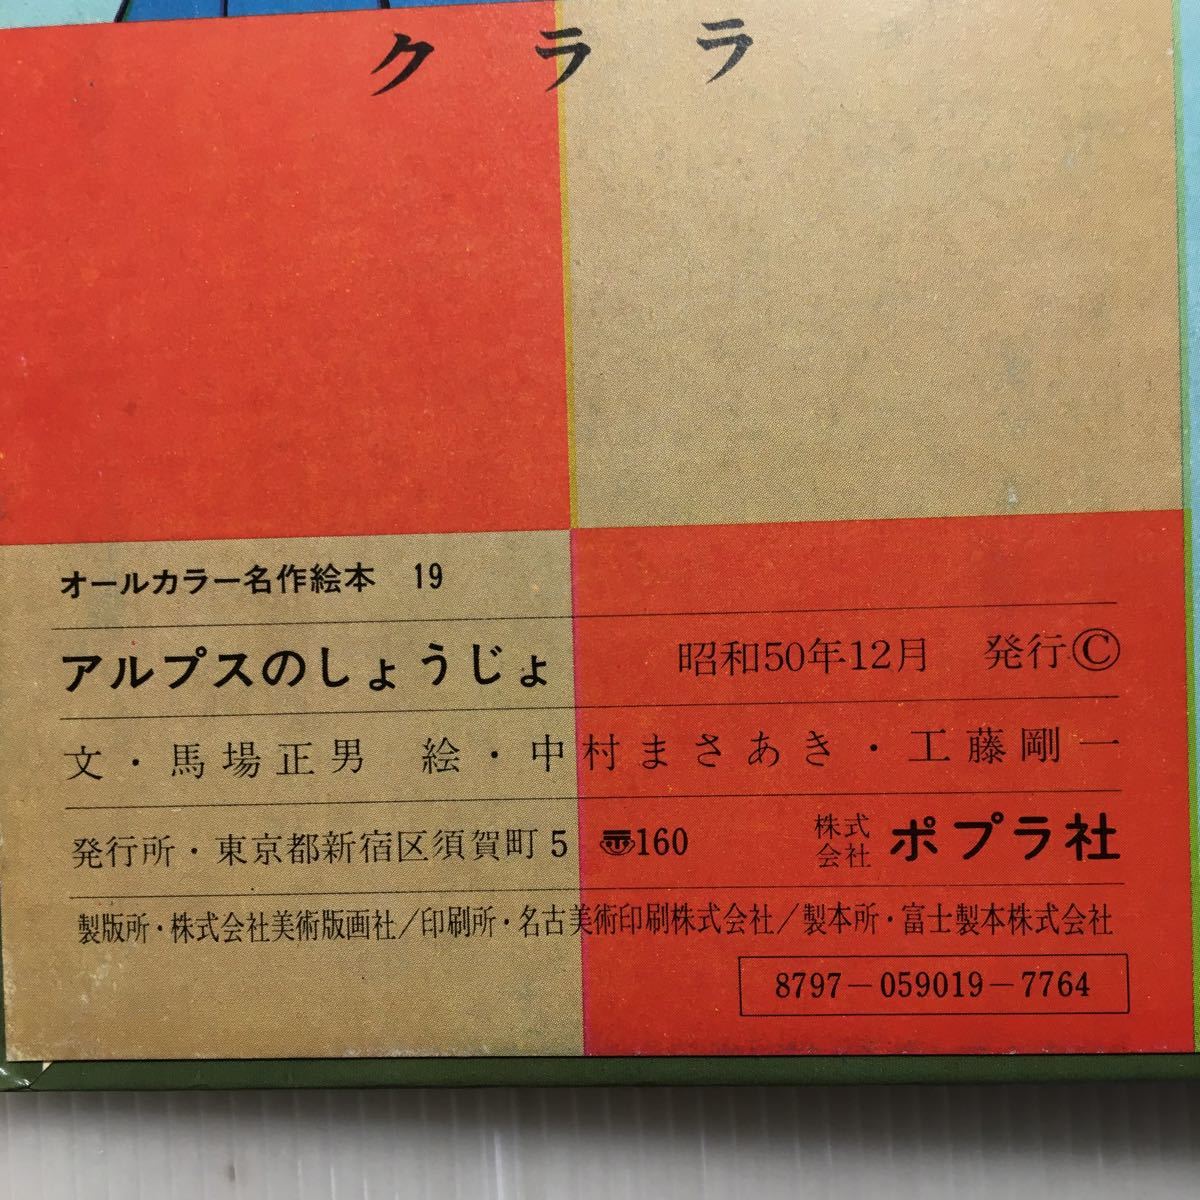 クララ
オールカラー名作絵本 19
アルプスのしょうじょ 昭和50年12月 発行©
文・馬場正男 絵・中村まさあき・工藤剛一
発行所・東京都新宿区須賀町5 〠160 株式会社 ポプラ社
製版所・株式会社美術版画社/印刷所・名古美術印刷株式会社/製本所・富士製本株式会社
8797-059019-7764